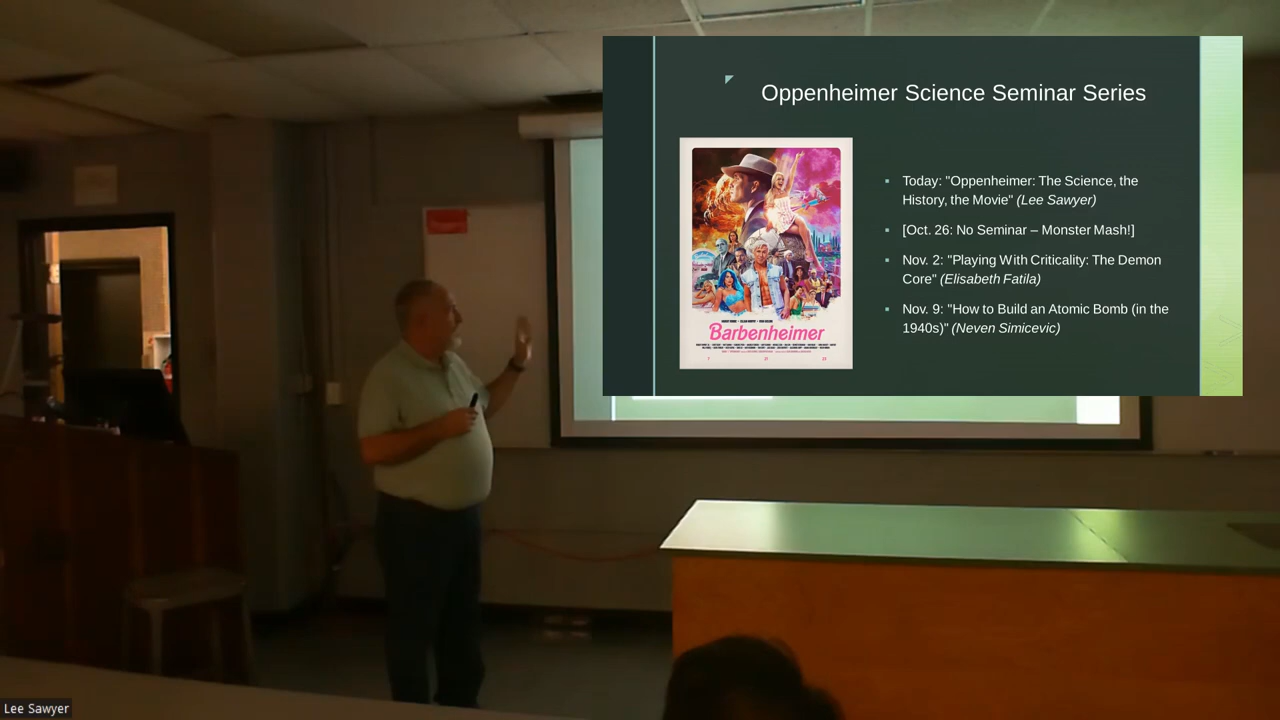 Oppenheimer Science Seminar Series
Today: "Oppenheimer: The Science, the
History, the Movie" (Lee Sawyer)
[Oct. 26: No Seminar – Monster Mash!]
Nov. 2: "Playing With Criticality: The Demon
Core" (Elisabeth Fatila)
Nov. 9: "How to Build an Atomic Bomb (in the
1940s)" (Neven Simicevic)
Barbenheimer
Lee Sawyer